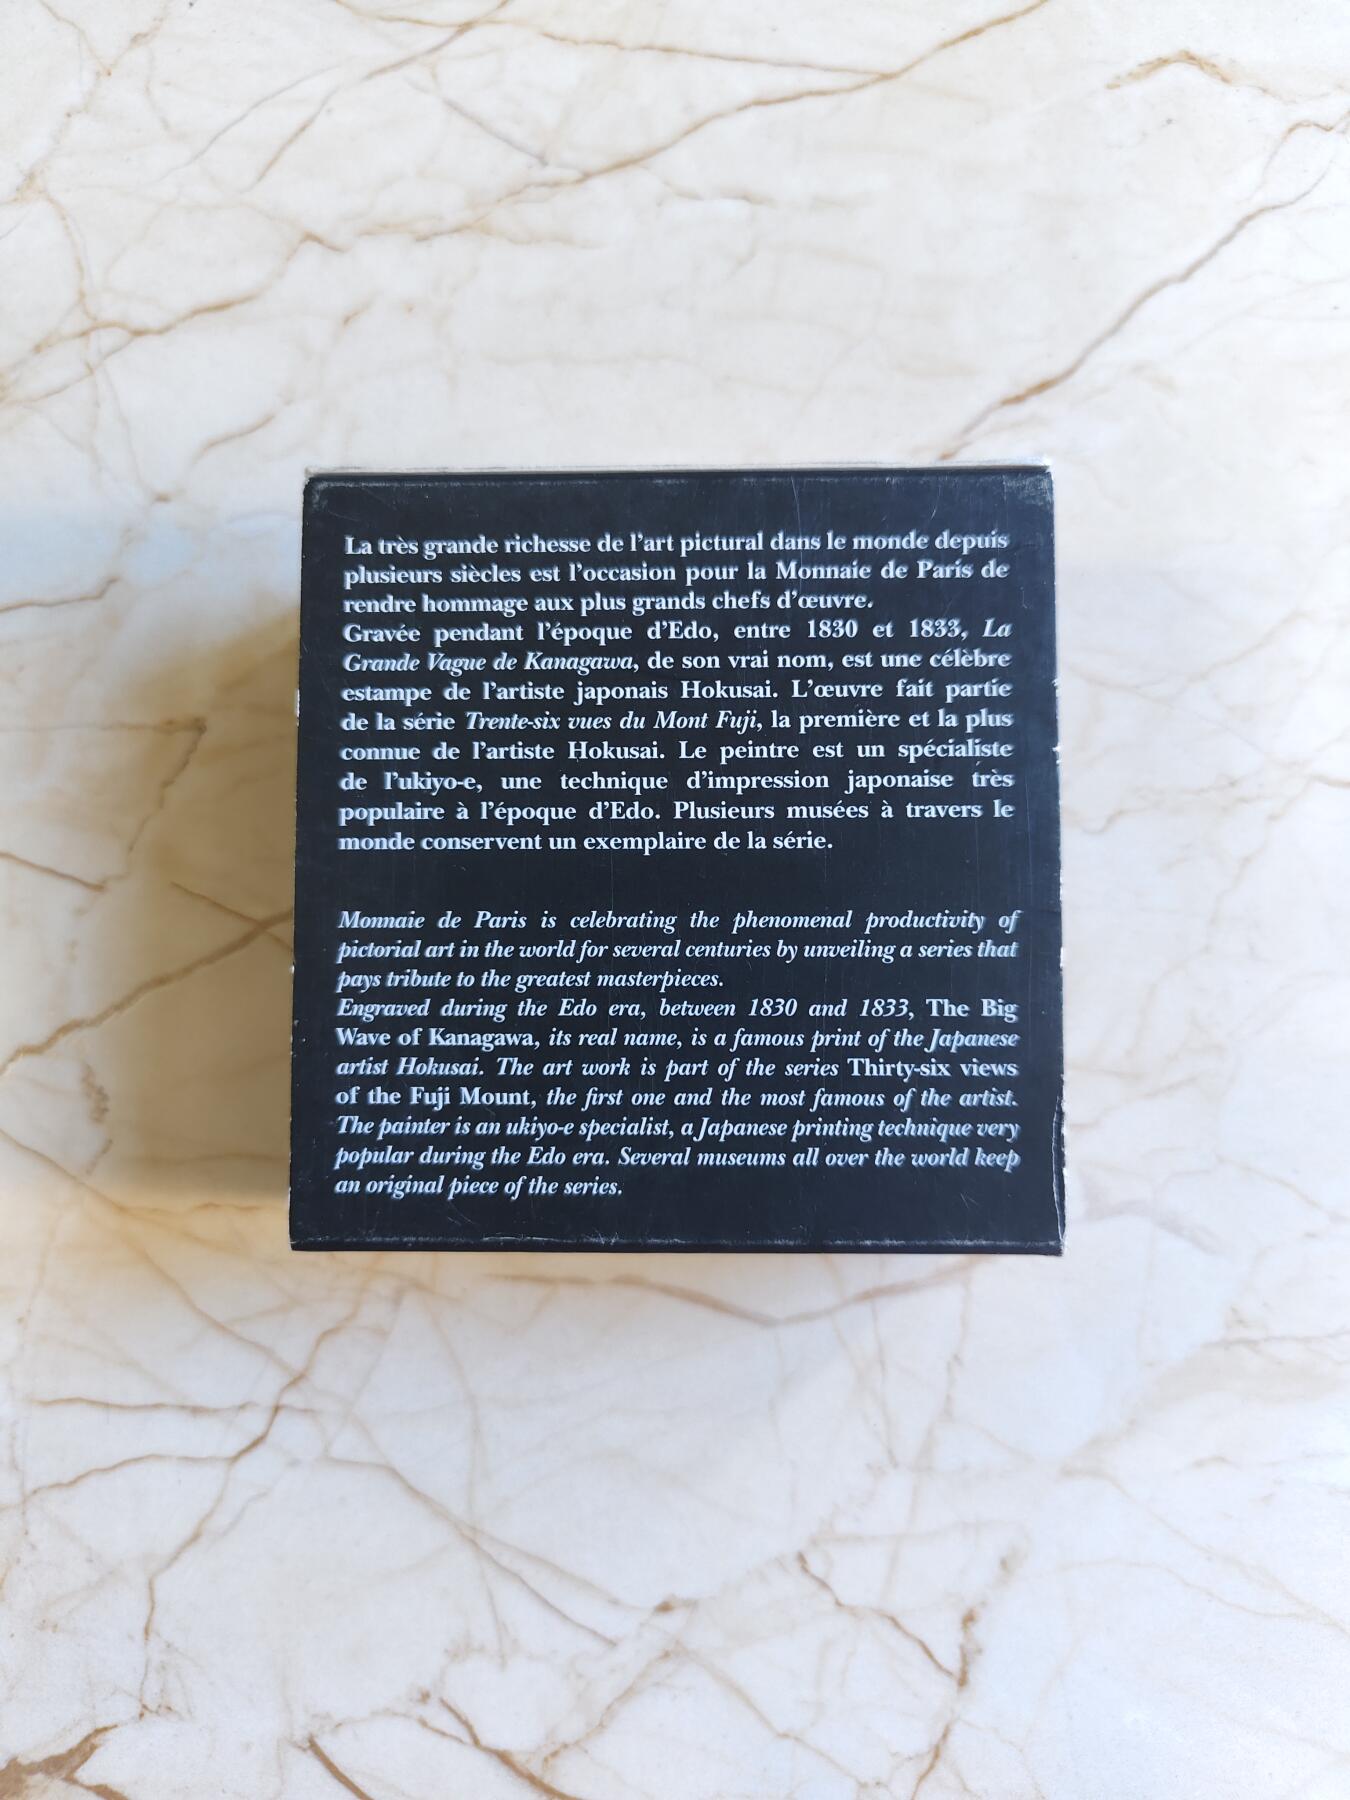 La très grande richesse de l'art pictural dans le monde depuis
plusieurs siècles est l'occasion pour la Monnaie de Paris de
rendre hommage aux plus grands chefs d'œuvre.
Gravée pendant l'époque d'Edo, entre 1830 et 1833, La
Grande Vague de Kanagawa, de son vrai nom, est une célèbre
estampe de l'artiste japonais Hokusai. L'œuvre fait partie
de la série Trente-six vues du Mont Fuji, la première et la plus
connue de l'artiste Hokusai. Le peintre est un spécialiste
de l'ukiyo-e, une technique d'impression japonaise très
populaire à l'époque d'Edo. Plusieurs musées à travers le
monde conservent un exemplaire de la série.
Monnaie de Paris is celebrating the phenomenal productivity of
pictorial art in the world for several centuries by unveiling a series that
pays tribute to the greatest masterpieces.
Engraved during the Edo era, between 1830 and 1833, The Big
Wave of Kanagawa, its real name, is a famous print of the Japanese
artist Hokusai. The art work is part of the series Thirty-six views
of the Fuji Mount, the first one and the most famous of the artist.
The painter is an ukiyo-e specialist, a Japanese printing technique very
popular during the Edo era. Several museums all over the world keep
an original piece of the series.